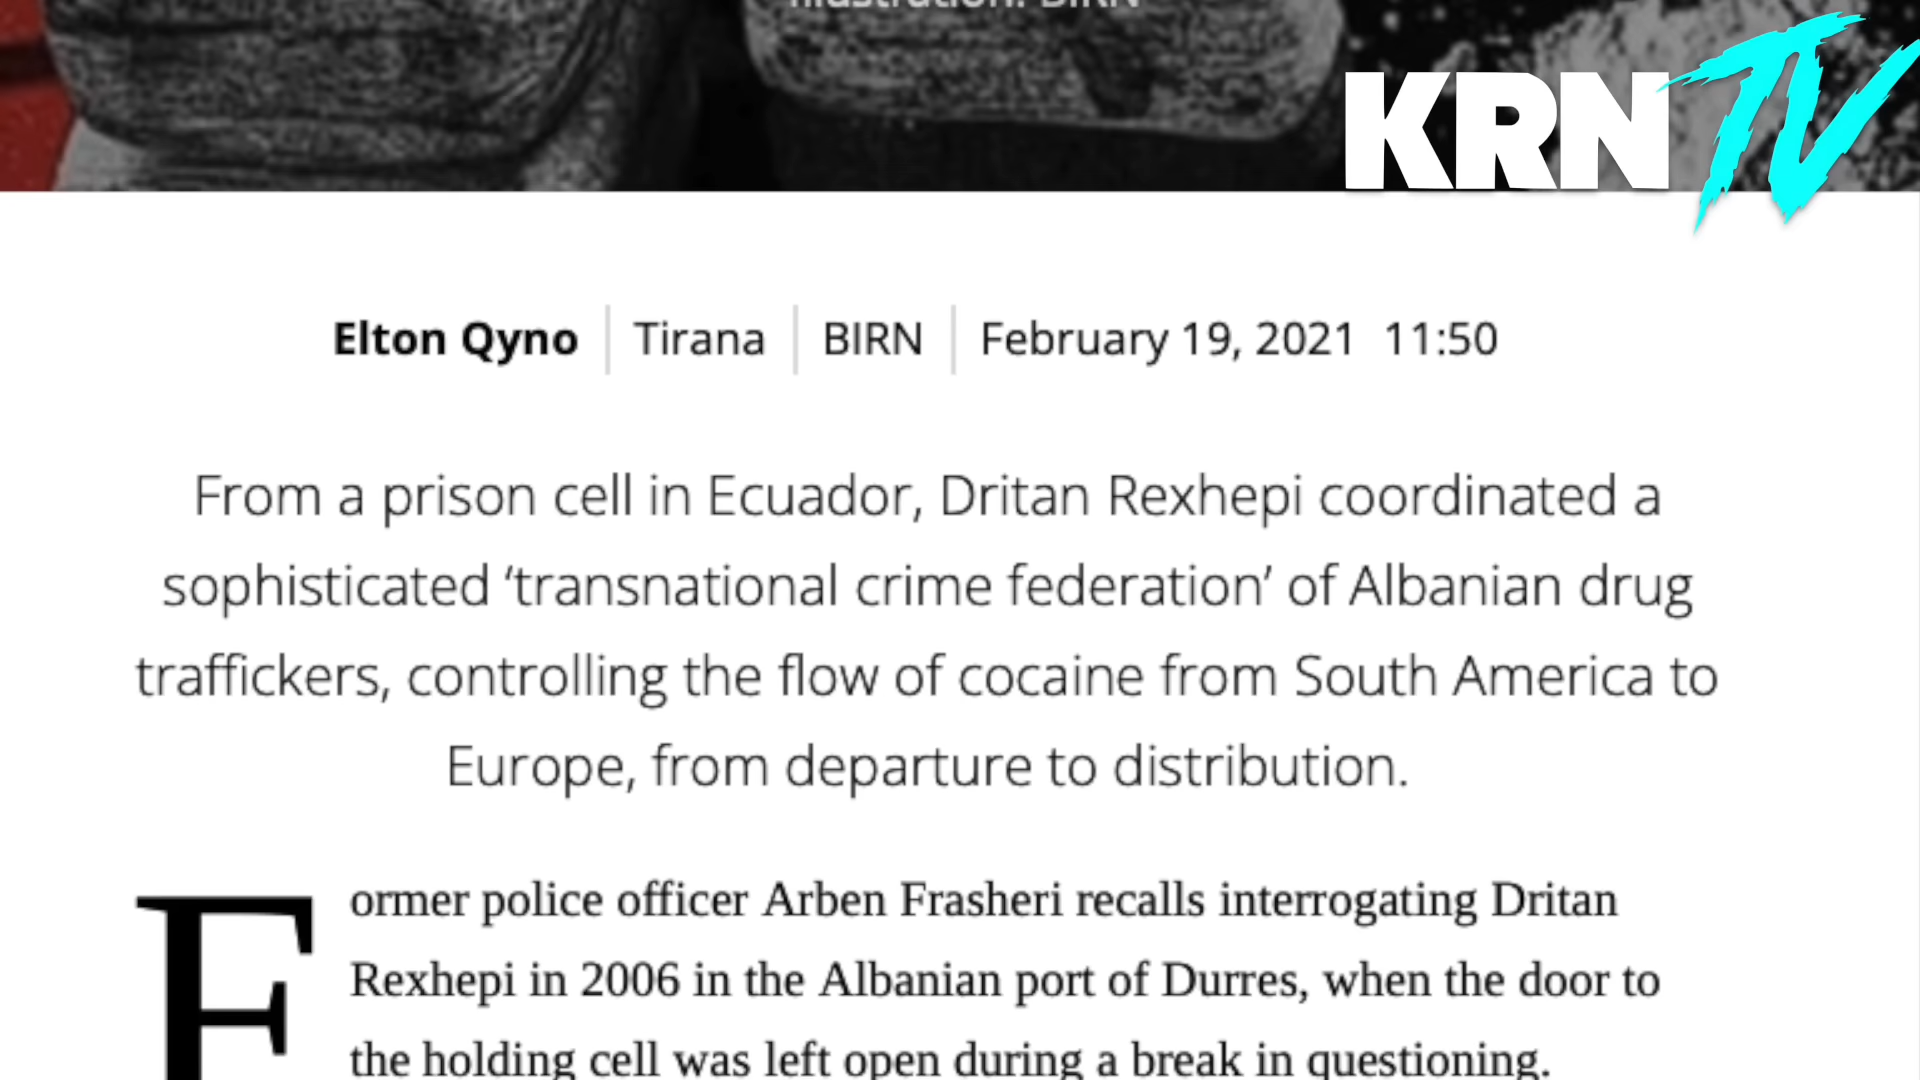 Illustration: BIRN
KRN TV
Elton Qyno | Tirana | BIRN | February 19, 2021 11:50
From a prison cell in Ecuador, Dritan Rexhepi coordinated a
sophisticated ‘transnational crime federation’ of Albanian drug
traffickers, controlling the flow of cocaine from South America to
Europe, from departure to distribution.
Former police officer Arben Frasheri recalls interrogating Dritan
Rexhepi in 2006 in the Albanian port of Durres, when the door to
the holding cell was left open during a break in questioning.